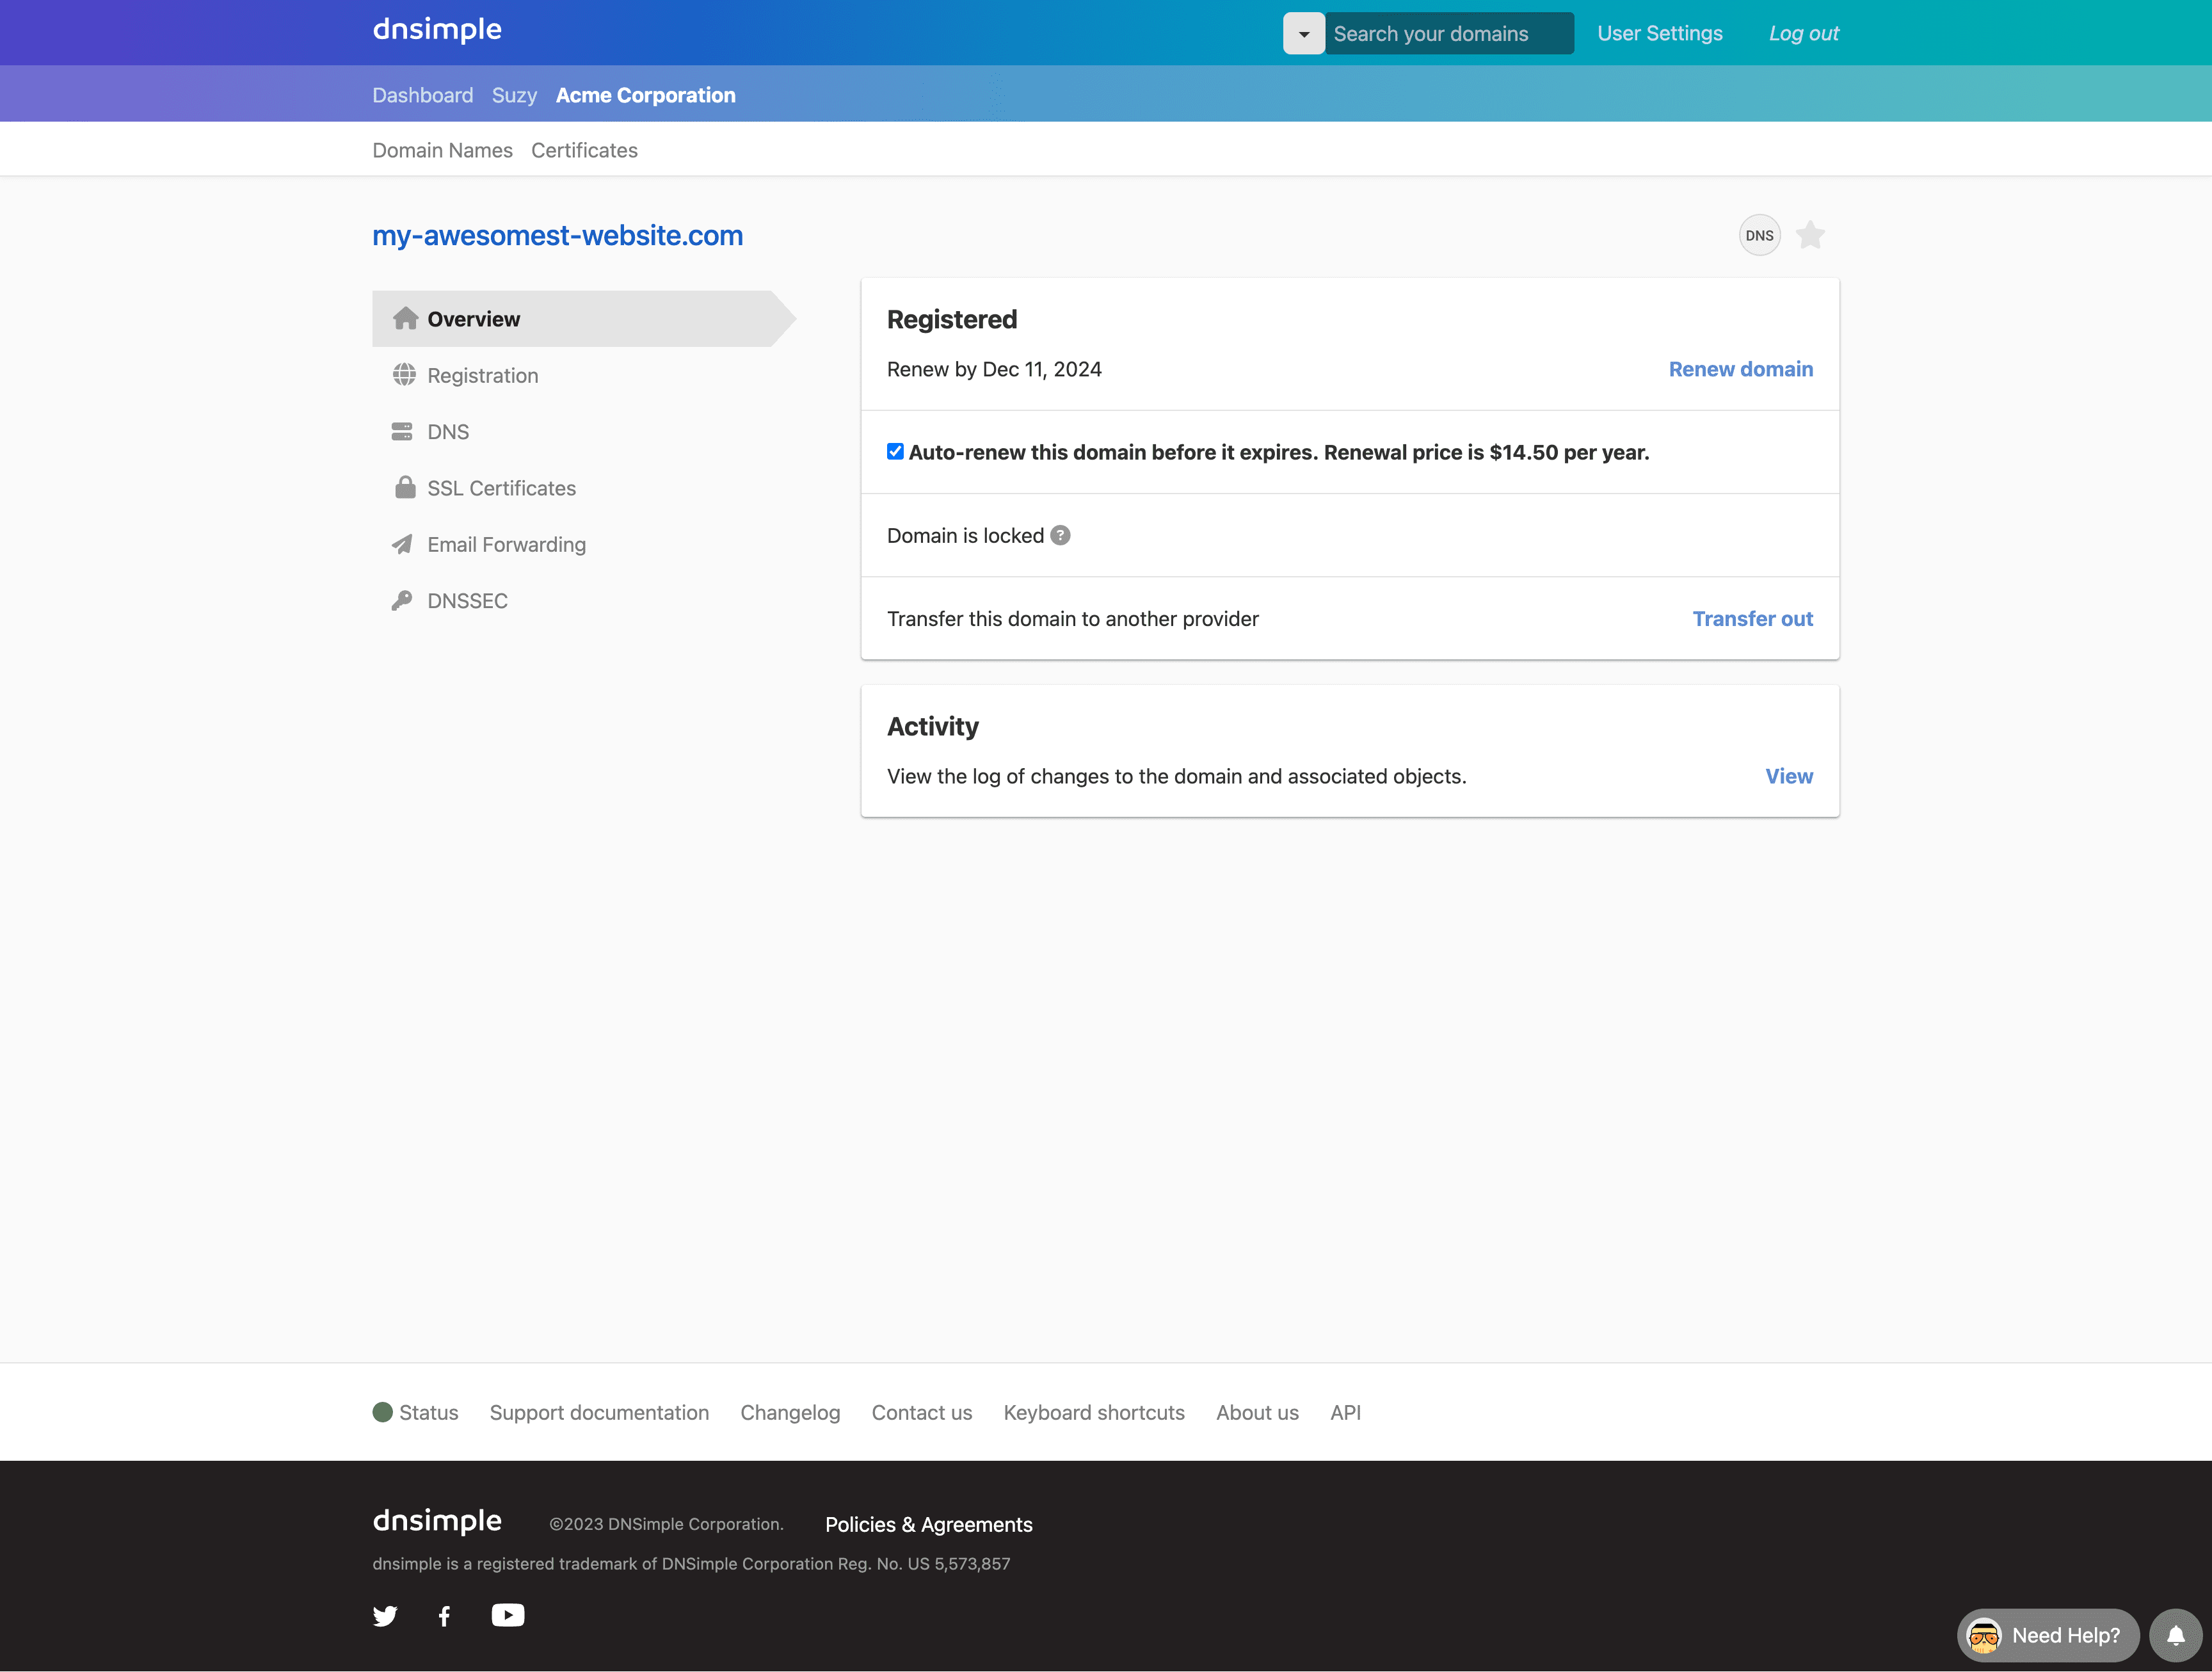 dnsimple
Search your domains
User Settings
Log out
Dashboard Suzy Acme Corporation
Domain Names Certificates
my-awesomest-website.com
DNS
Overview
Registration
DNS
SSL Certificates
Email Forwarding
DNSSEC
Registered
Renew by Dec 11, 2024 Renew domain
Auto-renew this domain before it expires. Renewal price is $14.50 per year.
Domain is locked ?
Transfer this domain to another provider Transfer out
Activity
View the log of changes to the domain and associated objects. View
Status Support documentation Changelog Contact us Keyboard shortcuts About us API
dnsimple ©2023 DNSimple Corporation. Policies & Agreements
dnsimple is a registered trademark of DNSimple Corporation Reg. No. US 5,573,857
Need Help?